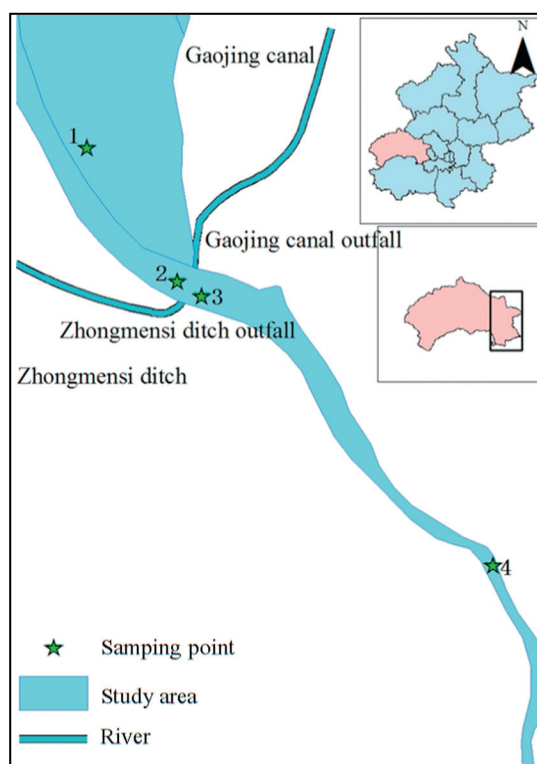 N
Gaojing canal
1
Gaojing canal outfall
2
3
Zhongmensi ditch outfall
Zhongmensi ditch
4
Samping point
Study area
River